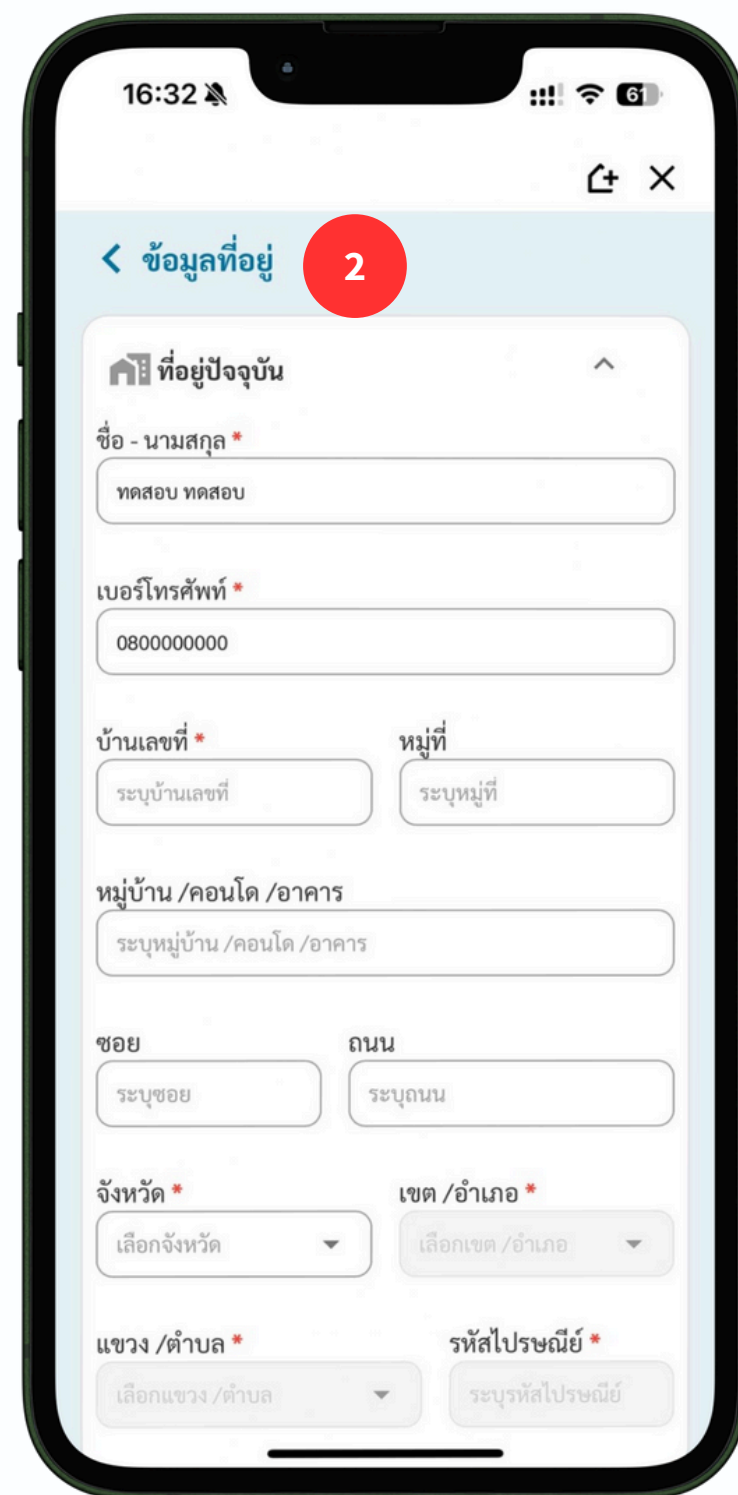 16:32
61
ข้อมูลที่อยู่
2
ที่อยู่ปัจจุบัน
ชื่อ - นามสกุล *
ทดสอบ ทดสอบ
เบอร์โทรศัพท์ *
0800000000
บ้านเลขที่ * หมู่ที่
ระบุบ้านเลขที่ ระบุหมู่ที่
หมู่บ้าน /คอนโด /อาคาร
ระบุหมู่บ้าน /คอนโด /อาคาร
ซอย ถนน
ระบุซอย ระบุถนน
จังหวัด * เขต /อำเภอ *
เลือกจังหวัด เลือกเขต /อำเภอ
แขวง /ตำบล * รหัสไปรษณีย์ *
เลือกแขวง /ตำบล ระบุรหัสไปรษณีย์